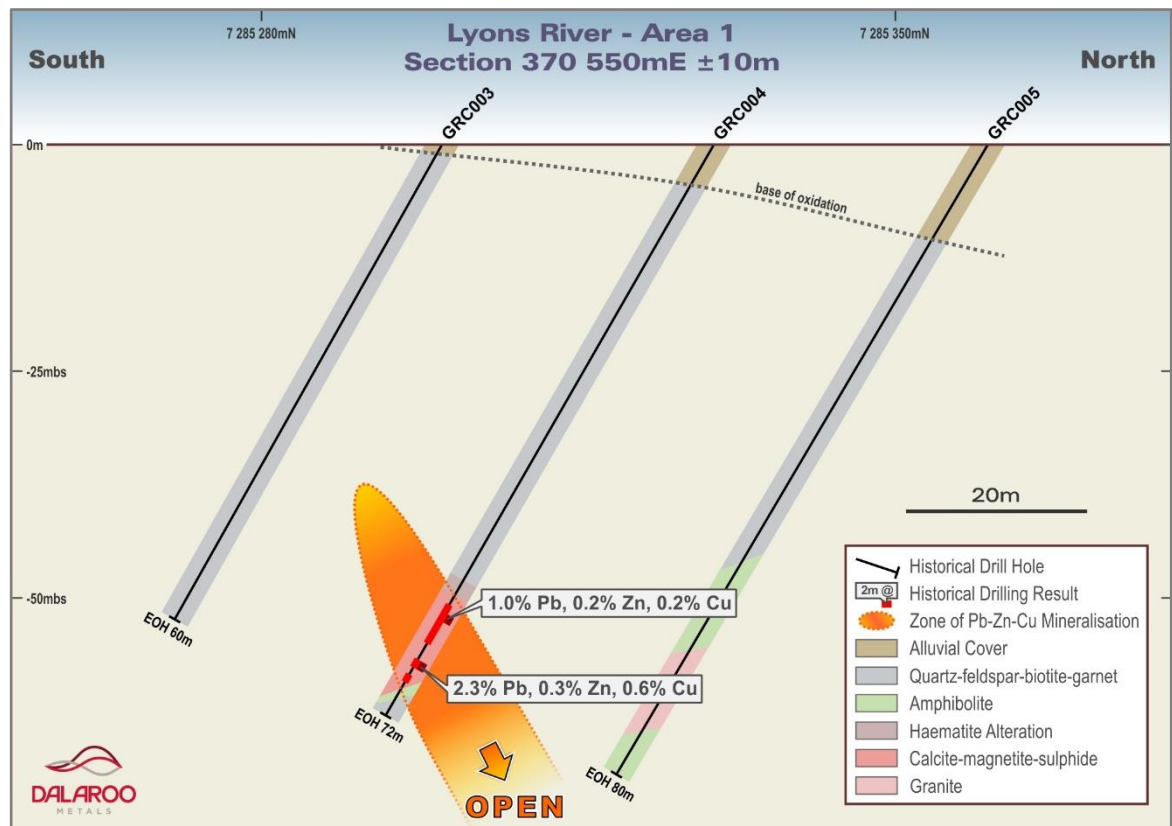 7 285 280mN
Lyons River - Area 1
7 285 350mN
South
Section 370 550mE ±10m
North
GRC003
GRC004
GRC005
0m
base of oxidation
-25mbs
20m
-50mbs
1.0% Pb, 0.2% Zn, 0.2% Cu
2.3% Pb, 0.3% Zn, 0.6% Cu
EOH 60m
EOH 72m
EOH 80m
OPEN
Historical Drill Hole
2m @
Historical Drilling Result
Zone of Pb-Zn-Cu Mineralisation
Alluvial Cover
Quartz-feldspar-biotite-garnet
Amphibolite
Haematite Alteration
Calcite-magnetite-sulphide
Granite
DALAROO
METALS